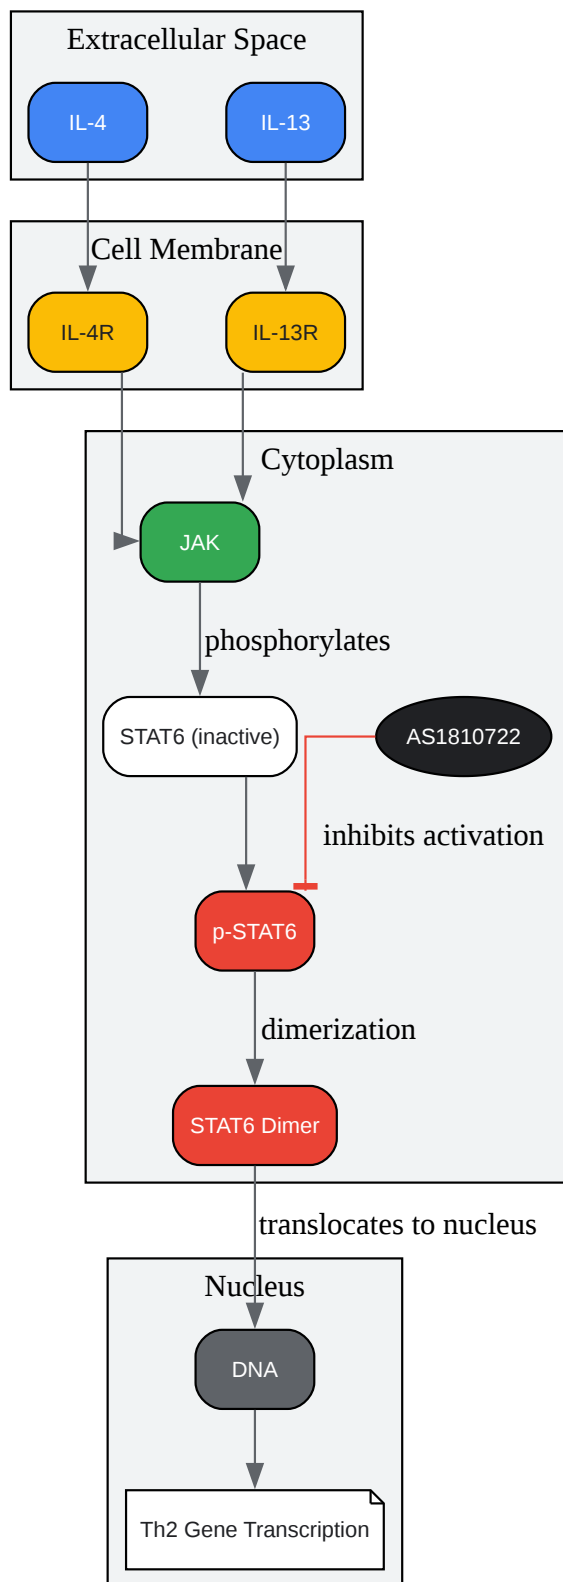 Extracellular Space
IL-4
IL-13
Cell Membrane
IL-4R
IL-13R
Cytoplasm
JAK
phosphorylates
STAT6 (inactive)
AS1810722
inhibits activation
p-STAT6
dimerization
STAT6 Dimer
translocates to nucleus
Nucleus
DNA
Th2 Gene Transcription